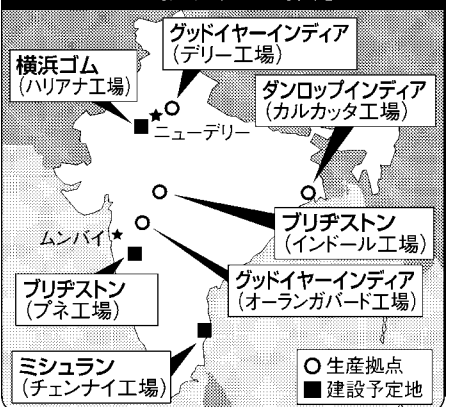 グッドイヤーインディア
(デリー工場)
横浜ゴム
(ハリアナ工場)
ダンロップインディア
(カルカッタ工場)
ニューデリー
ムンバイ
ブリヂストン
(インドール工場)
ブリヂストン
(プネ工場)
グッドイヤーインディア
(オーランガバード工場)
ミシュラン
(チェンナイ工場)
○ 生産拠点
■ 建設予定地